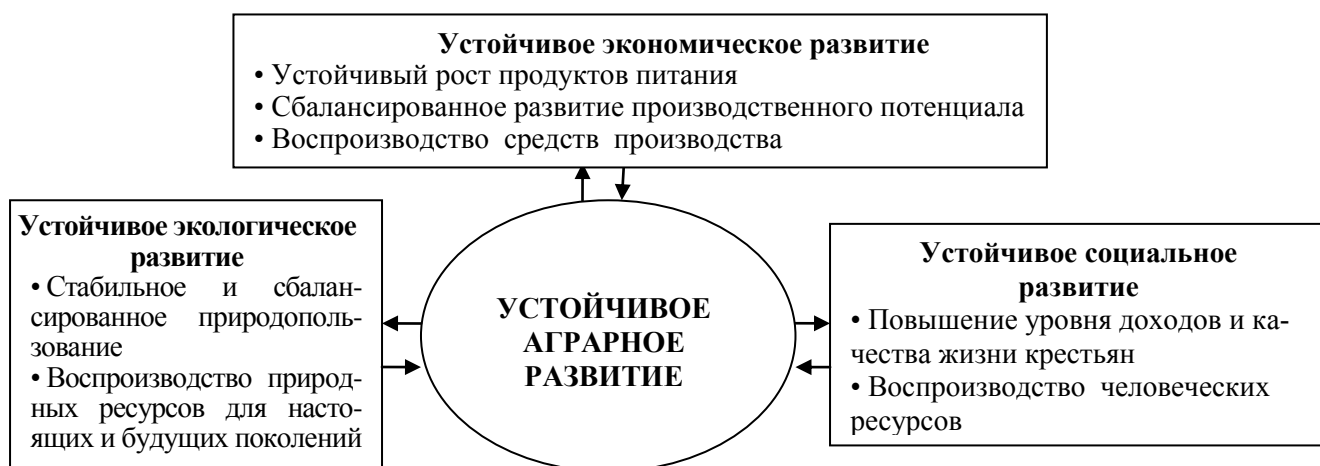 Устойчивое экономическое развитие
• Устойчивый рост продуктов питания
• Сбалансированное развитие производственного потенциала
• Воспроизводство средств производства
Устойчивое экологическое
развитие
• Стабильное и сбалан-
сированное природополь-
зование
• Воспроизводство природ-
ных ресурсов для насто-
ящих и будущих поколений
УСТОЙЧИВОЕ
АГРАРНОЕ
РАЗВИТИЕ
Устойчивое социальное
развитие
• Повышение уровня доходов и ка-
чества жизни крестьян
• Воспроизводство человеческих
ресурсов